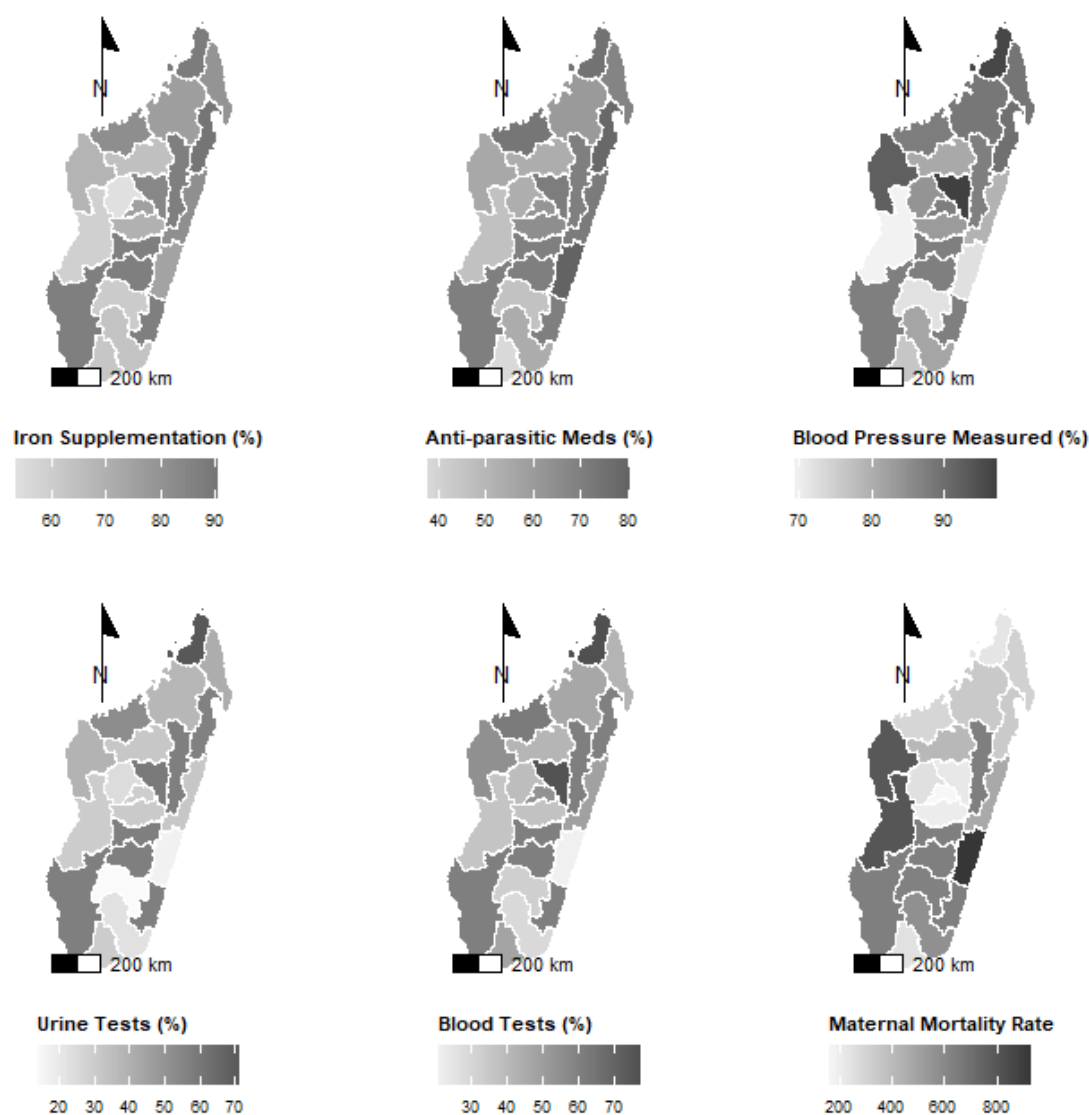 N N N
200 km 200 km 200 km
Iron Supplementation (%) Anti-parasitic Meds (%) Blood Pressure Measured (%)
60 70 80 90 40 50 60 70 80 70 80 90
N N N
200 km 200 km 200 km
Urine Tests (%) Blood Tests (%) Maternal Mortality Rate
20 30 40 50 60 70 30 40 50 60 70 200 400 600 800